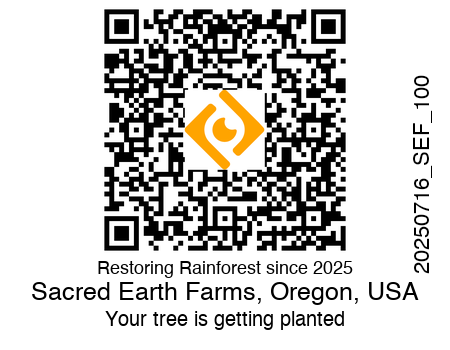 Restoring Rainforest since 2025
Sacred Earth Farms, Oregon, USA
Your tree is getting planted
20250716_SEF_100